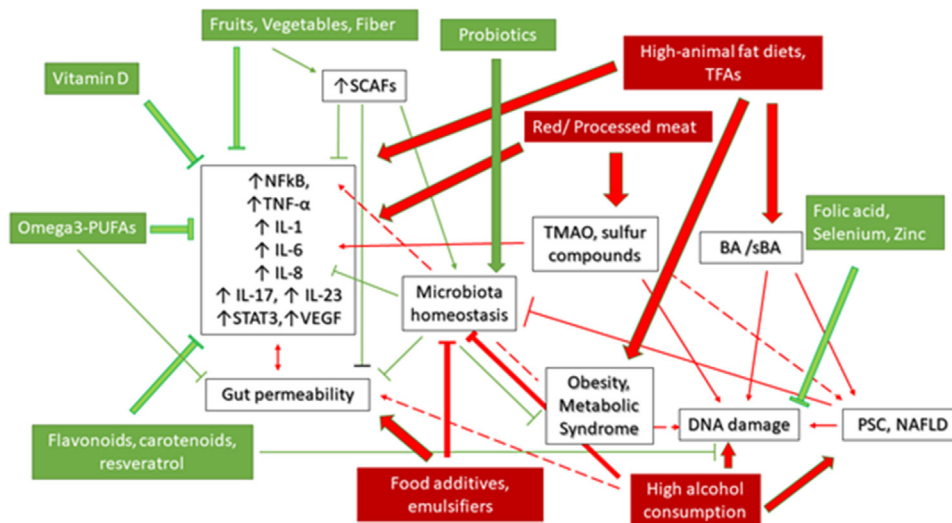 Fruits, Vegetables, Fiber
Probiotics
High-animal fat diets,
TFAs
Vitamin D
↑SCAFs
Red/ Processed meat
↑NFkB,
↑TNF-α
↑ IL-1
↑ IL-6
↑ IL-8
↑ IL-17, ↑ IL-23
↑STAT3,↑VEGF
Omega3-PUFAs
TMAO, sulfur
compounds
BA /sBA
Folic acid,
Selenium, Zinc
Microbiota
homeostasis
Gut permeability
Obesity,
Metabolic
Syndrome
DNA damage
PSC, NAFLD
Flavonoids, carotenoids,
resveratrol
Food additives,
emulsifiers
High alcohol
consumption